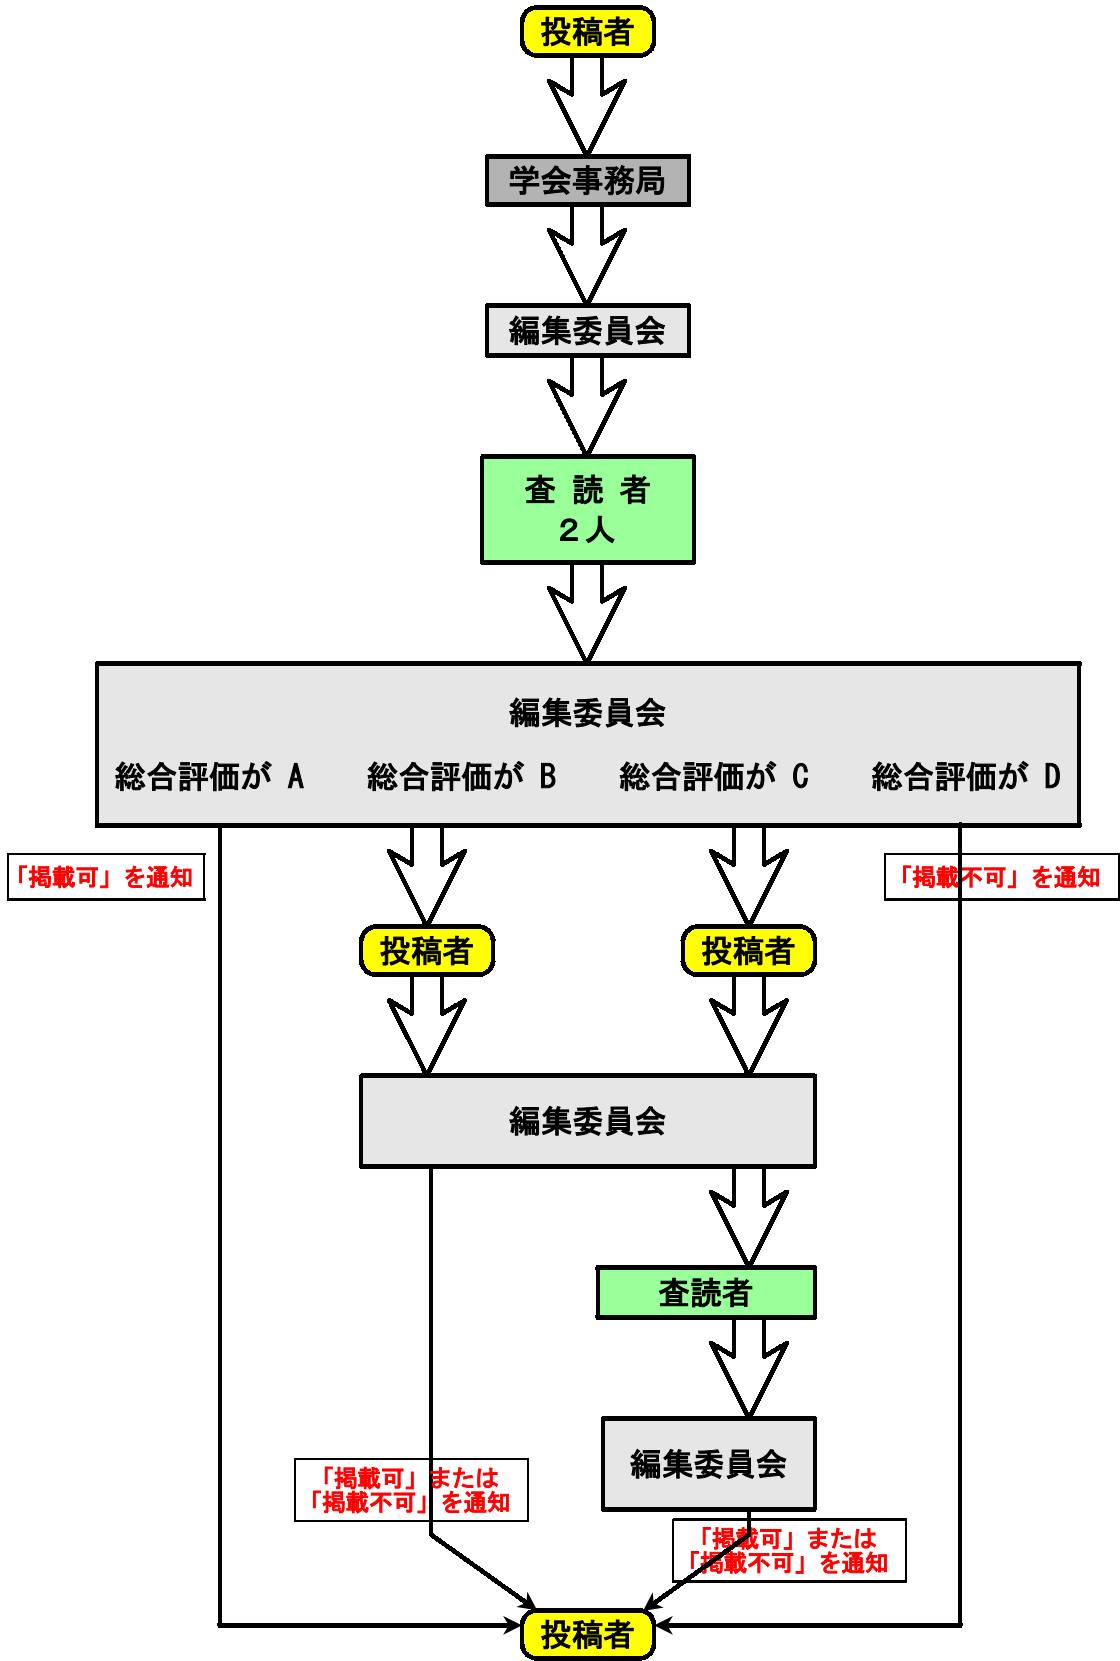 投稿者
学会事務局
編集委員会
査 読 者
２人
編集委員会
総合評価が A 総合評価が B 総合評価が C 総合評価が D
「掲載可」を通知
「掲載不可」を通知
投稿者
投稿者
編集委員会
査読者
編集委員会
「掲載可」または
「掲載不可」を通知
「掲載可」または
「掲載不可」を通知
投稿者